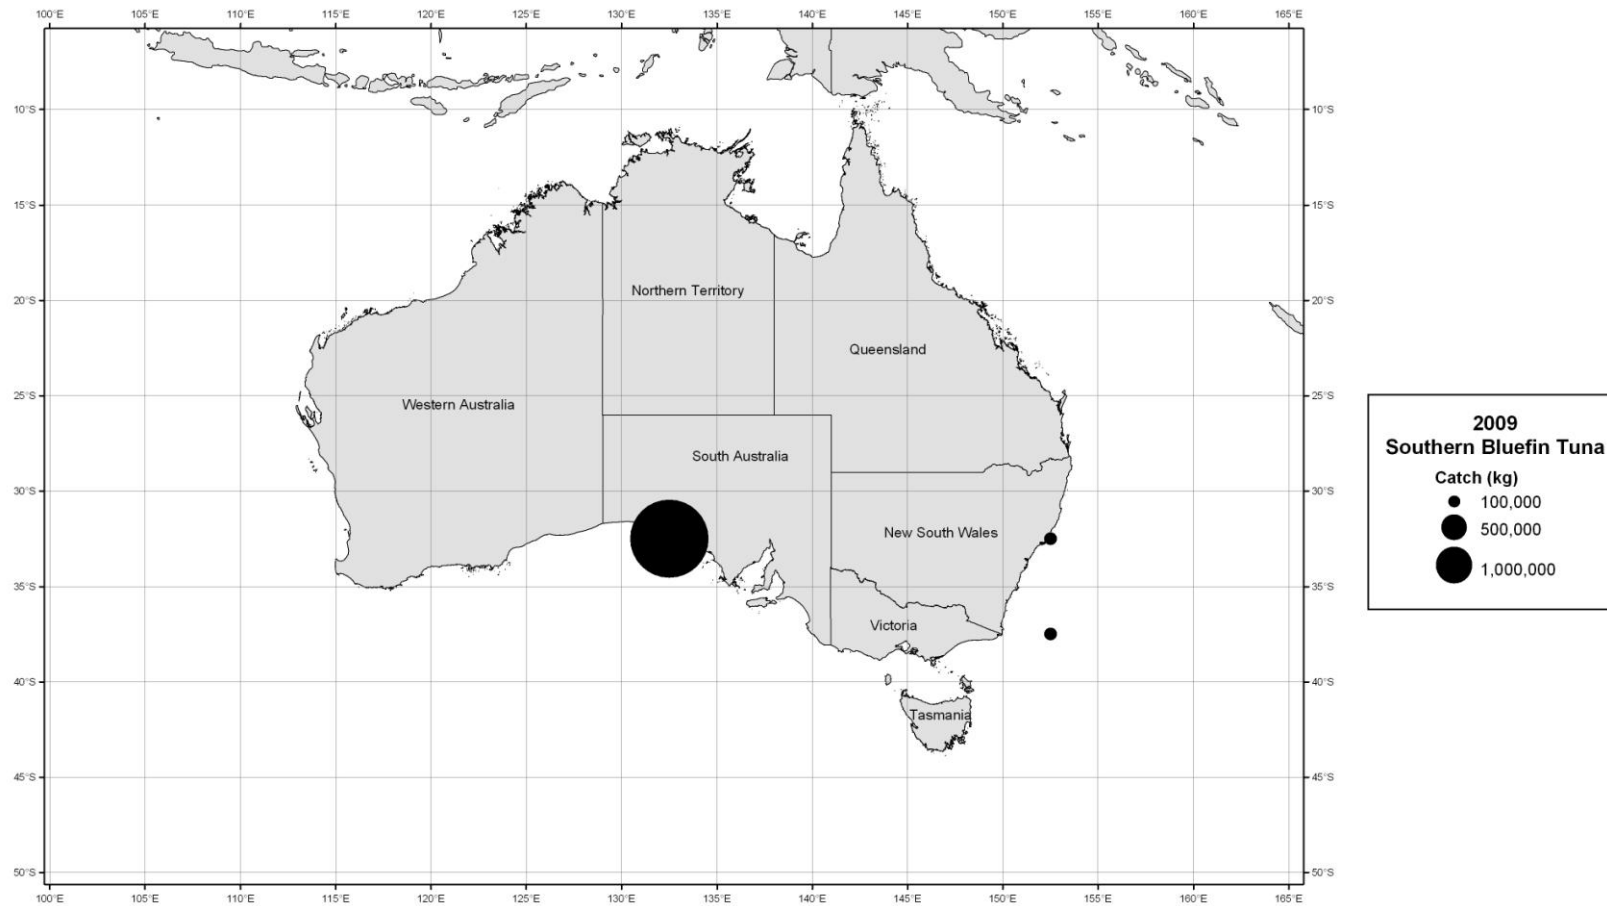 100°E 105°E 110°E 115°E 120°E 125°E 130°E 135°E 140°E 145°E 150°E 155°E 160°E 165°E
10°S 10°S
15°S 15°S
20°S 20°S
25°S 25°S
30°S 30°S
35°S 35°S
40°S 40°S
45°S 45°S
50°S 50°S
Northern Territory
Queensland
Western Australia
South Australia
New South Wales
Victoria
Tasmania
100°E 105°E 110°E 115°E 120°E 125°E 130°E 135°E 140°E 145°E 150°E 155°E 160°E 165°E
2009
Southern Bluefin Tuna
Catch (kg)
100,000
500,000
1,000,000